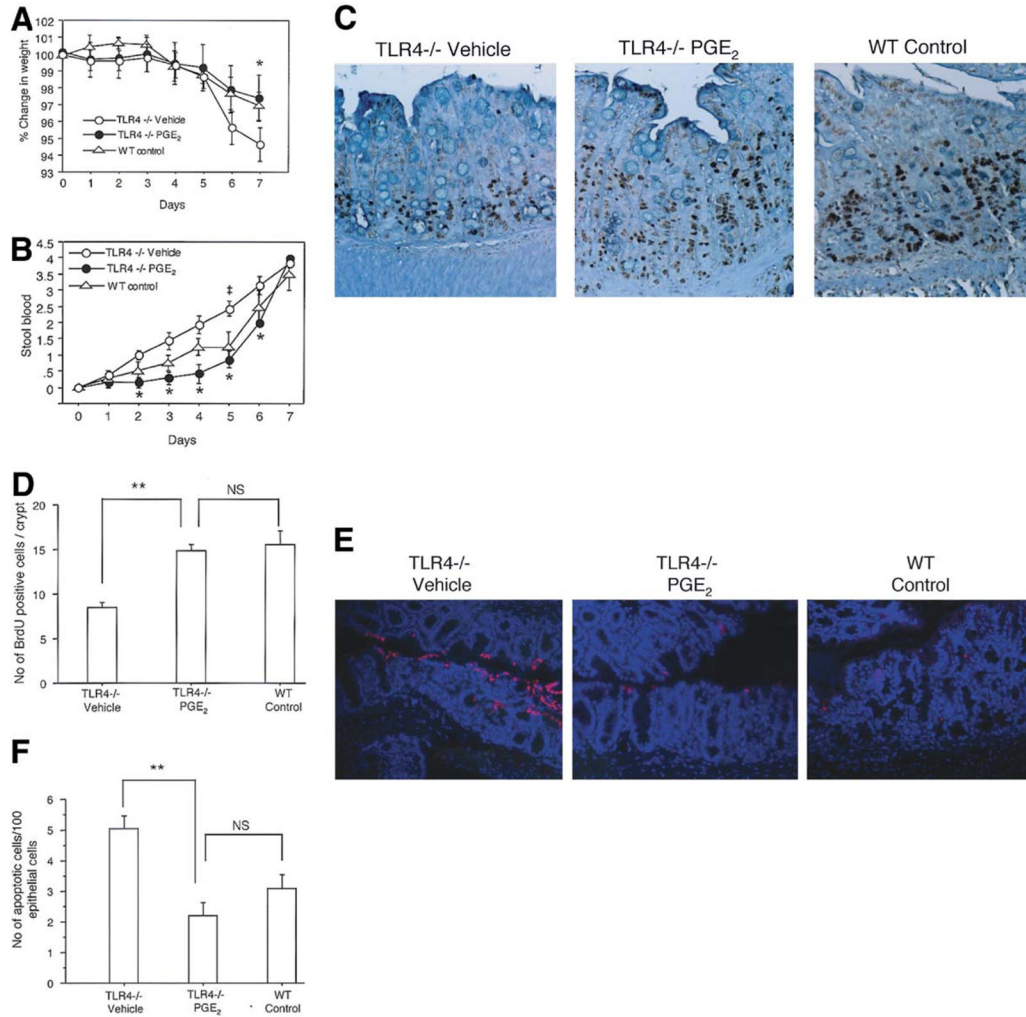 A
102
101
100
99
98
97
96
95
94
93
% Change in weight
*
TLR4 -/- Vehicle
TLR4 -/- PGE2
WT control
0 1 2 3 4 5 6 7
Days
B
4.5
4
3.5
3
2.5
2
1.5
1
.5
0
Stool blood
TLR4 -/- Vehicle
TLR4 -/- PGE2
WT control
‡
* * * * *
0 1 2 3 4 5 6 7
Days
C
TLR4-/- Vehicle
TLR4-/- PGE2
WT Control
D
** NS
20
15
10
5
0
No of BrdU positive cells / crypt
TLR4-/- TLR4-/- WT
Vehicle PGE2 Control
E
TLR4-/- TLR4-/- WT
Vehicle PGE2 Control
F
** NS
6
5
4
3
2
1
0
No of apoptotic cells/100
epithelial cells
TLR4-/- TLR4-/- WT
Vehicle PGE2 Control